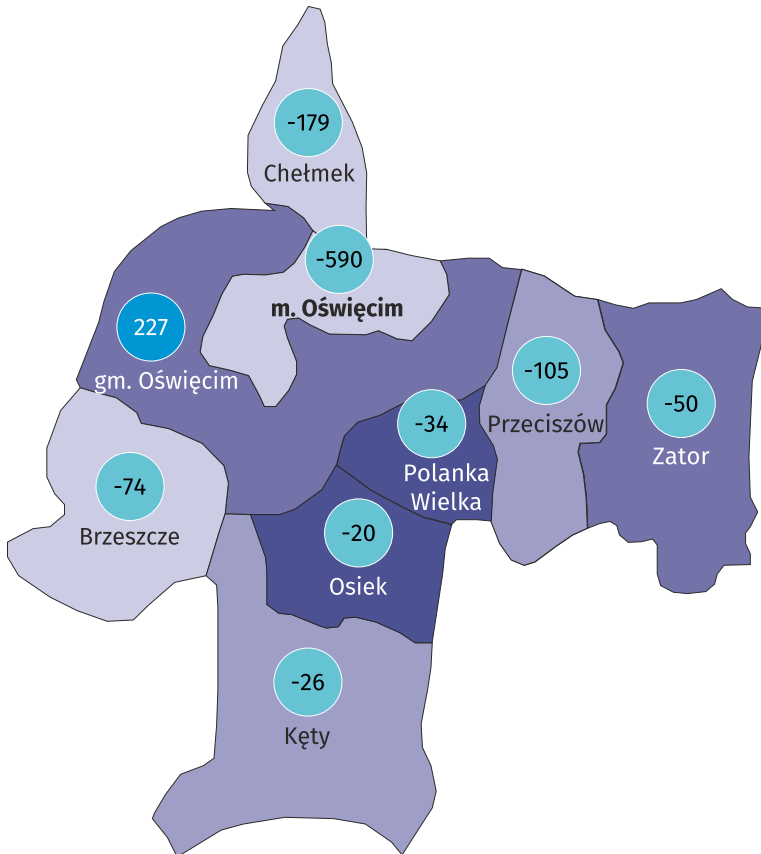 -179
Chełmek
-590
m. Oświęcim
227
gm. Oświęcim
-105
Przeciszów
-50
Zator
-34
Polanka
Wielka
-74
Brzeszcze
-20
Osiek
-26
Kęty